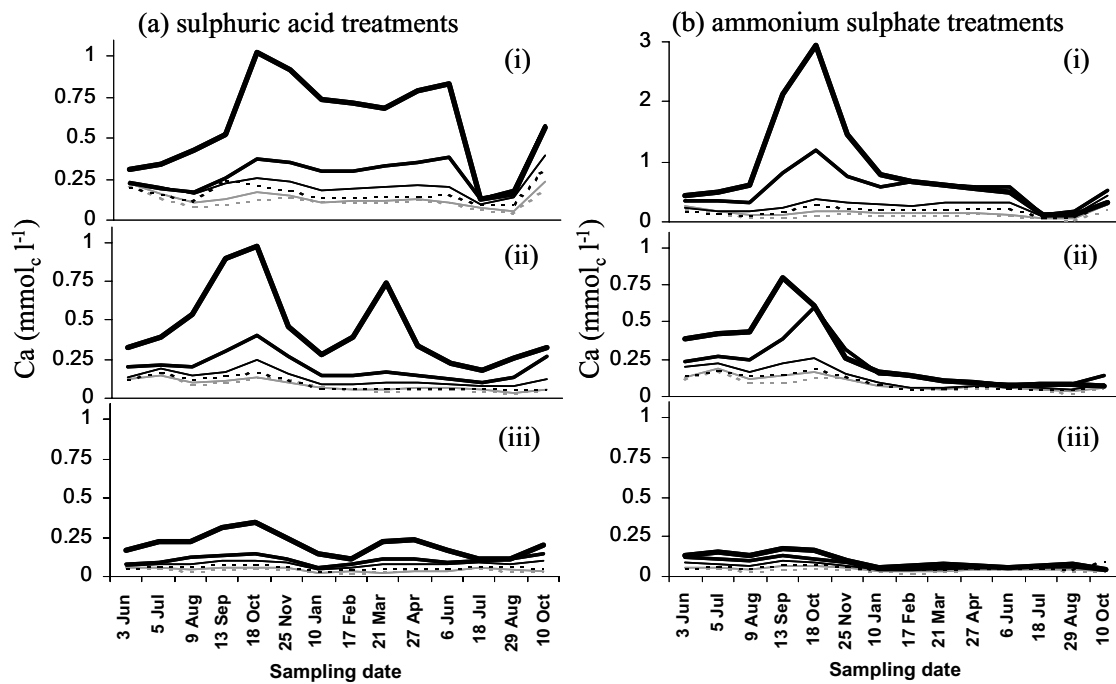 (a) sulphuric acid treatments
(b) ammonium sulphate treatments
(i)
1
0.75
0.5
0.25
0
(ii)
1
0.75
0.5
0.25
0
(iii)
1
0.75
0.5
0.25
0
Ca (mmolc l-1)
3 Jun
5 Jul
9 Aug
13 Sep
18 Oct
25 Nov
10 Jan
17 Feb
21 Mar
27 Apr
6 Jun
18 Jul
29 Aug
10 Oct
Sampling date
(i)
3
2
1
0
(ii)
1
0.75
0.5
0.25
0
(iii)
1
0.75
0.5
0.25
0
Ca (mmolc l-1)
3 Jun
5 Jul
9 Aug
13 Sep
18 Oct
25 Nov
10 Jan
17 Feb
21 Mar
27 Apr
6 Jun
18 Jul
29 Aug
10 Oct
Sampling date